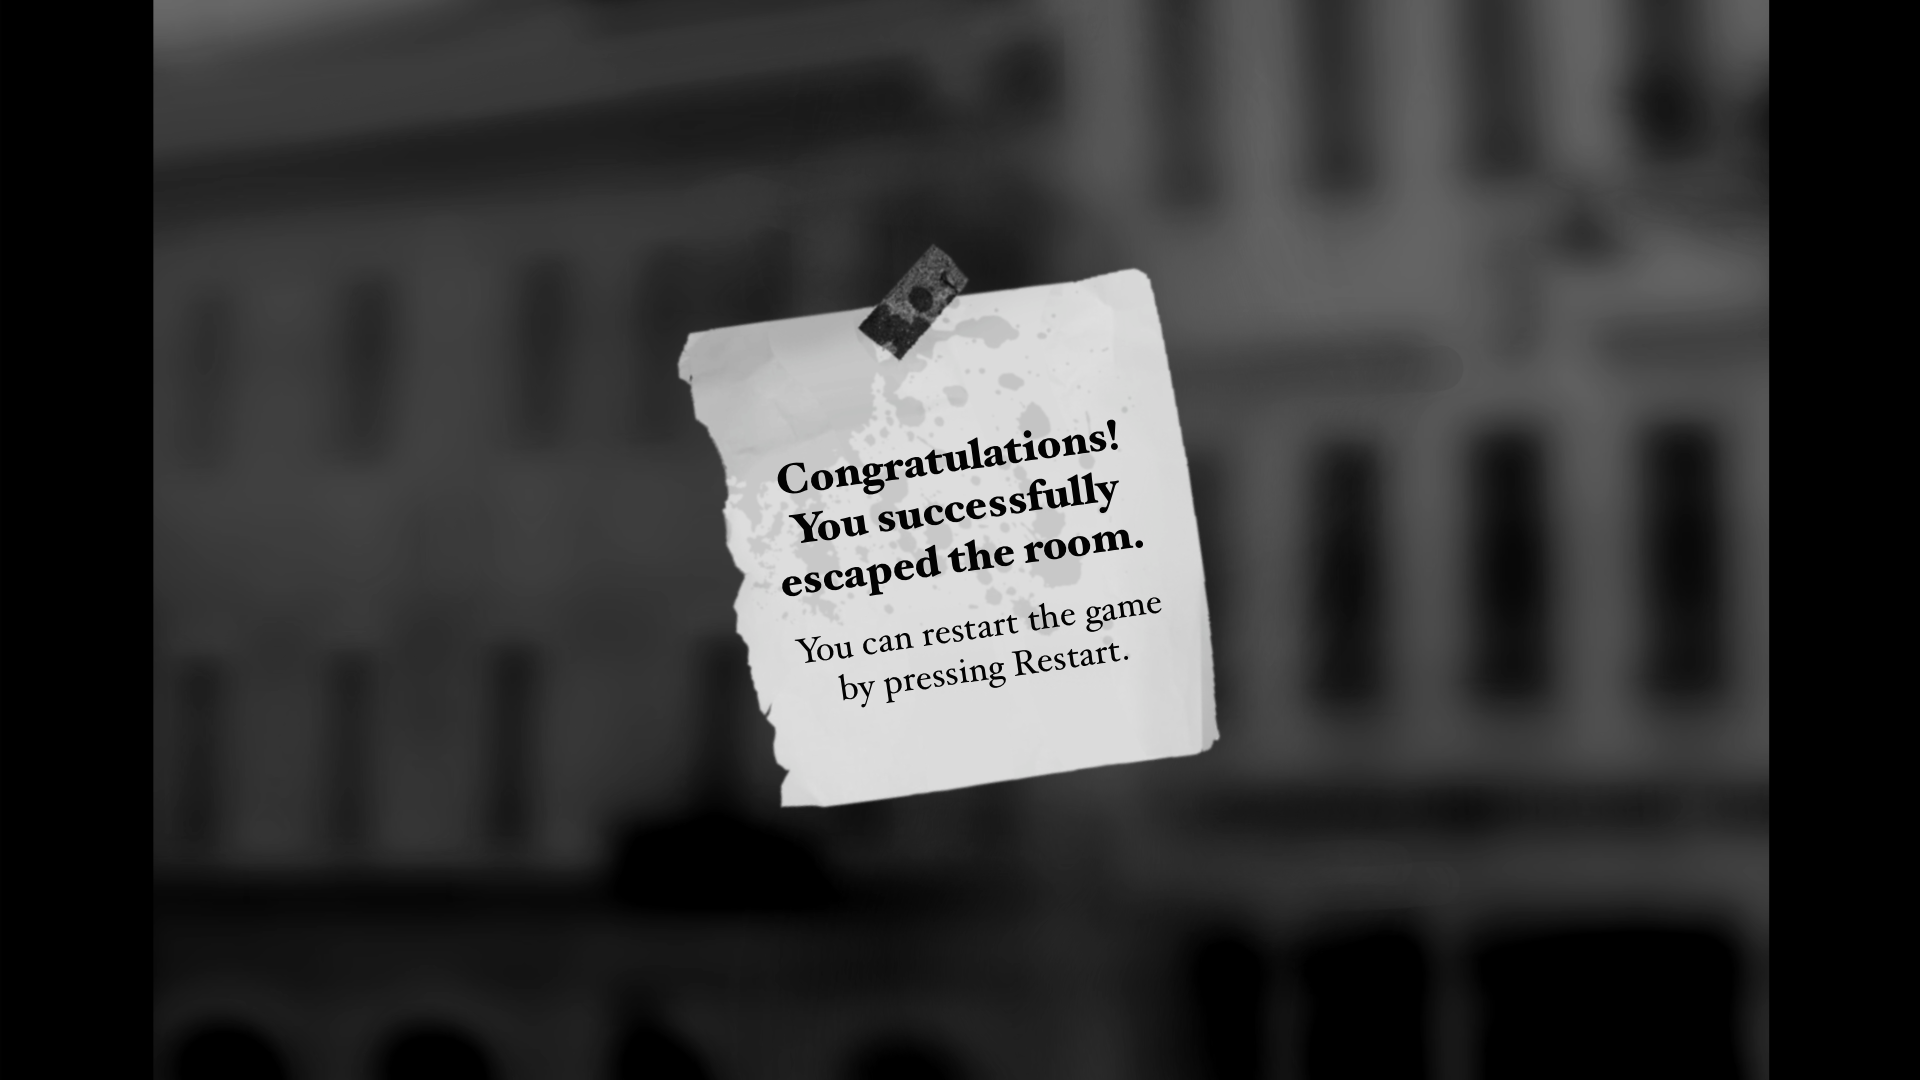 Congratulations!
You successfully
escaped the room.
You can restart the game
by pressing Restart.